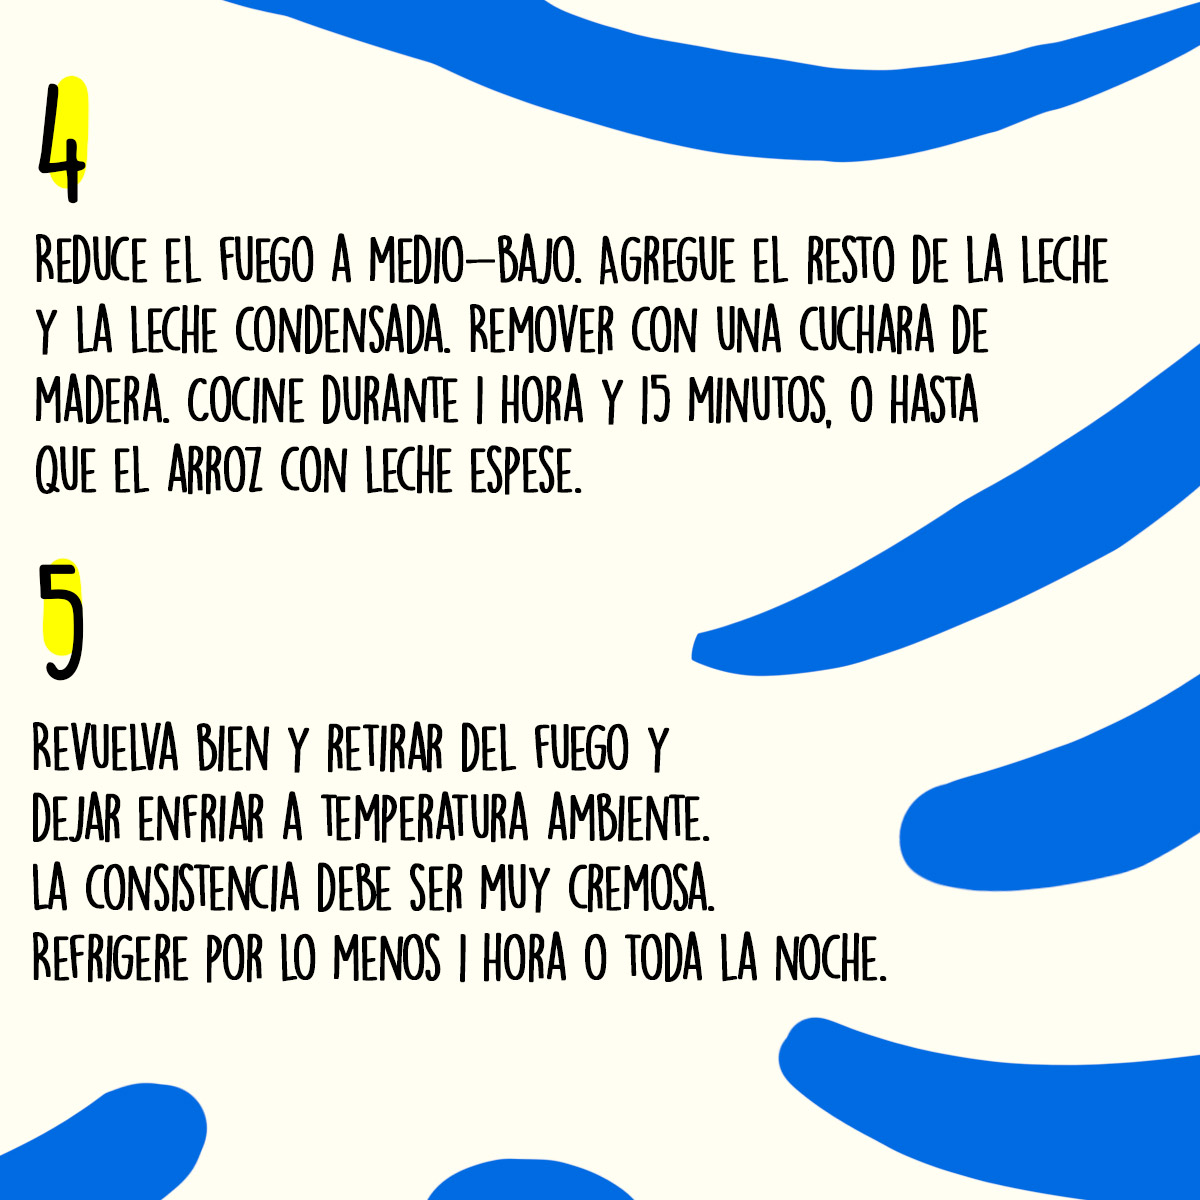 4
REDUCE EL FUEGO A MEDIO-BAJO. AGREGUE EL RESTO DE LA LECHE
Y LA LECHE CONDENSADA. REMOVER CON UNA CUCHARA DE
MADERA. COCINE DURANTE 1 HORA Y 15 MINUTOS, O HASTA
QUE EL ARROZ CON LECHE ESPESE.
5
REVUELVA BIEN Y RETIRAR DEL FUEGO Y
DEJAR ENFRIAR A TEMPERATURA AMBIENTE.
LA CONSISTENCIA DEBE SER MUY CREMOSA.
REFRIGERE POR LO MENOS 1 HORA O TODA LA NOCHE.